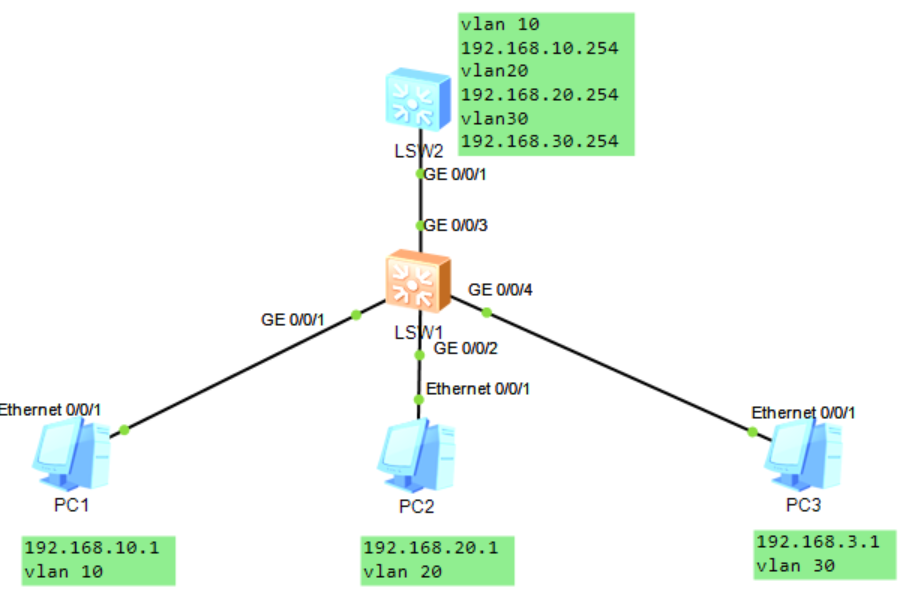 vlan 10
192.168.10.254
vlan20
192.168.20.254
vlan30
192.168.30.254
LSW2
GE 0/0/1
GE 0/0/3
GE 0/0/4
GE 0/0/1
LSW1
GE 0/0/2
Ethernet 0/0/1
Ethernet 0/0/1
Ethernet 0/0/1
PC1
PC2
PC3
192.168.10.1
vlan 10
192.168.20.1
vlan 20
192.168.3.1
vlan 30